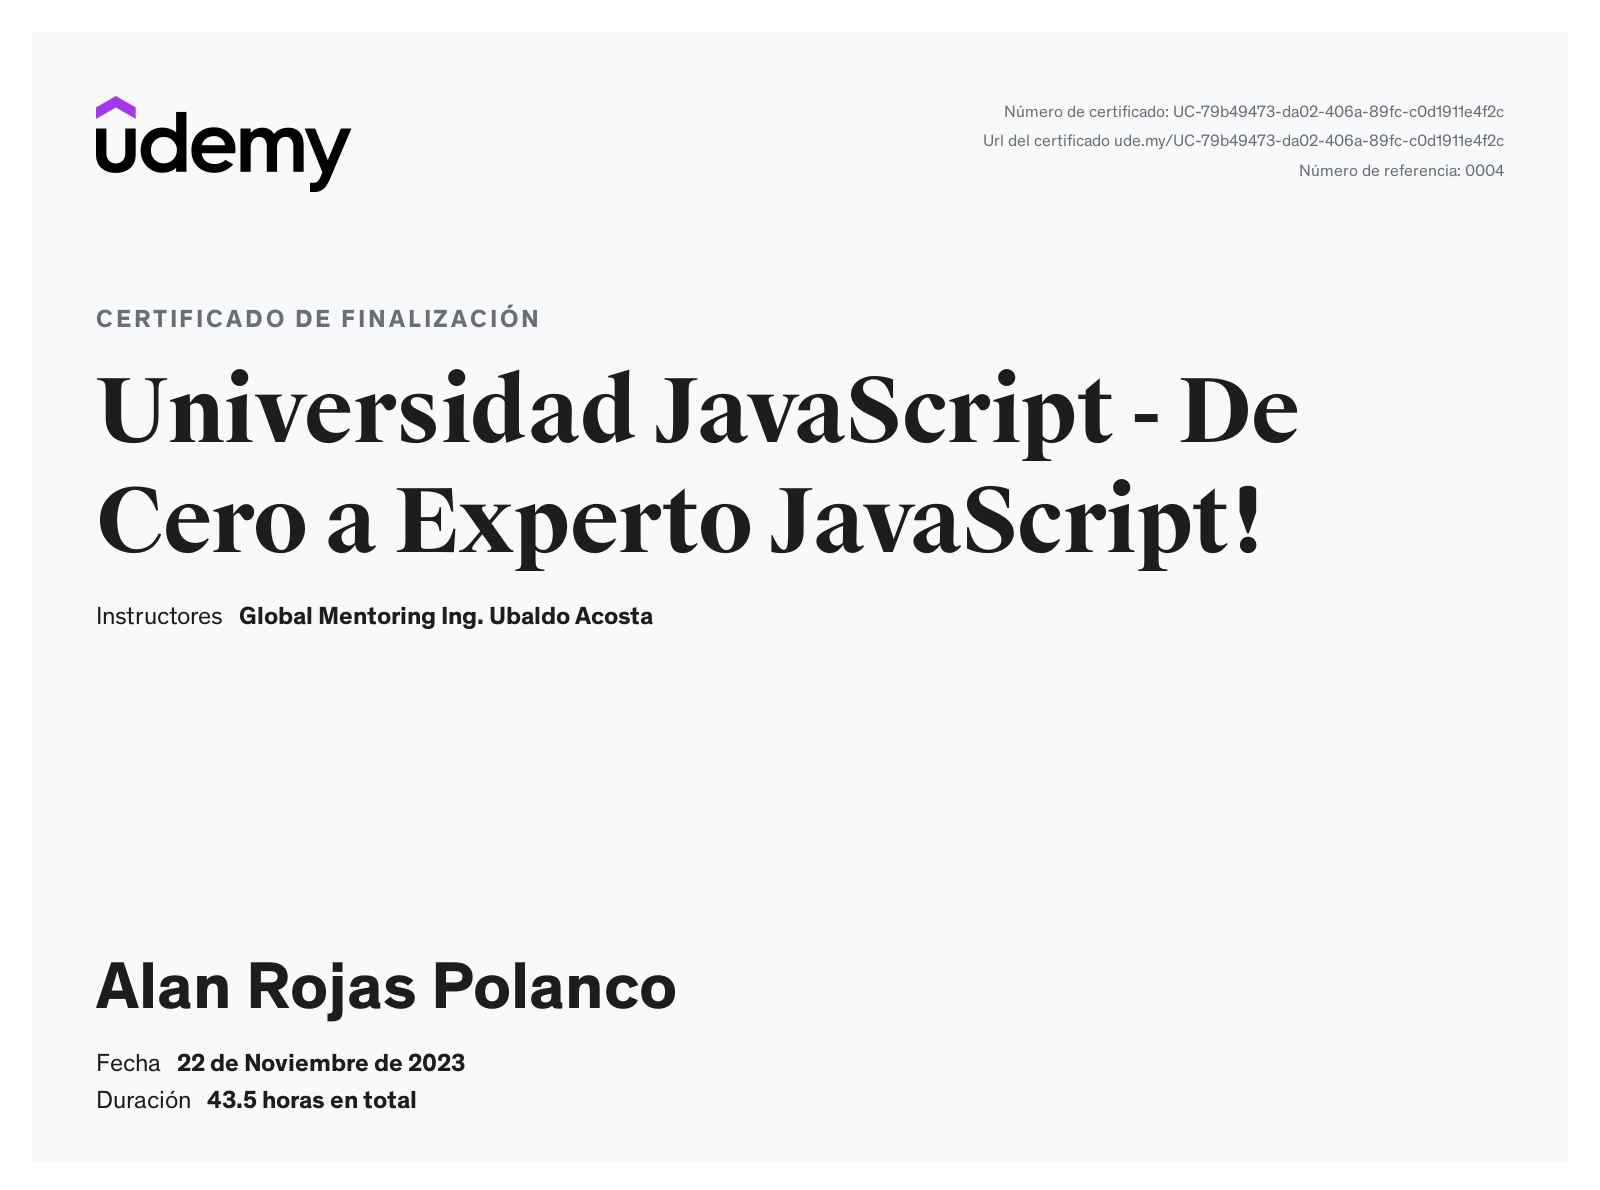 udemy
Número de certificado: UC-79b49473-da02-406a-89fc-c0d1911e4f2c
Url del certificado ude.my/UC-79b49473-da02-406a-89fc-c0d1911e4f2c
Número de referencia: 0004
CERTIFICADO DE FINALIZACIÓN
Universidad JavaScript - De
Cero a Experto JavaScript!
Instructores Global Mentoring Ing. Ubaldo Acosta
Alan Rojas Polanco
Fecha 22 de Noviembre de 2023
Duración 43.5 horas en total